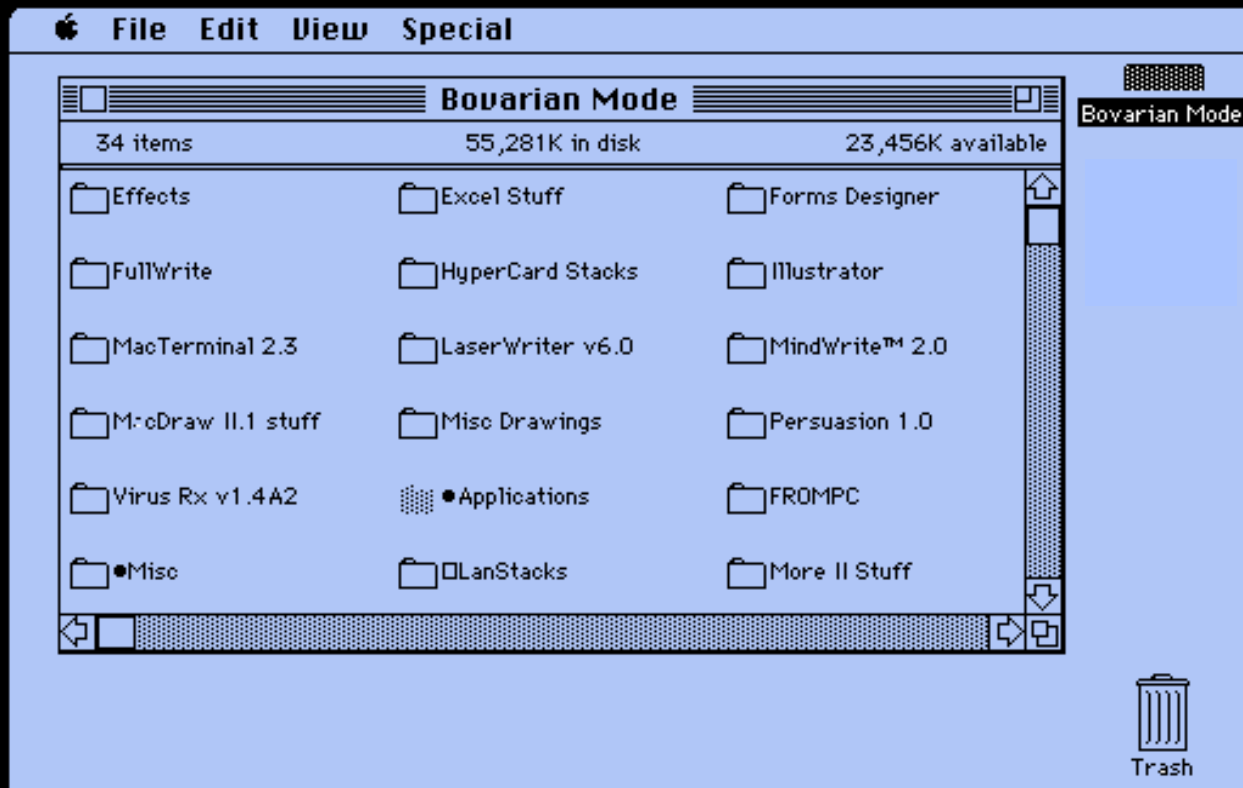 File Edit View Special
Bovarian Mode
Bovarian Mode
34 items 55,281K in disk 23,456K available
Effects Excel Stuff Forms Designer
FullWrite HyperCard Stacks Illustrator
MacTerminal 2.3 LaserWriter v6.0 MindWrite™ 2.0
MacDraw II.1 stuff Misc Drawings Persuasion 1.0
Virus Rx v1.4A2 •Applications FROMPC
•Misc □LanStacks More II Stuff
Trash